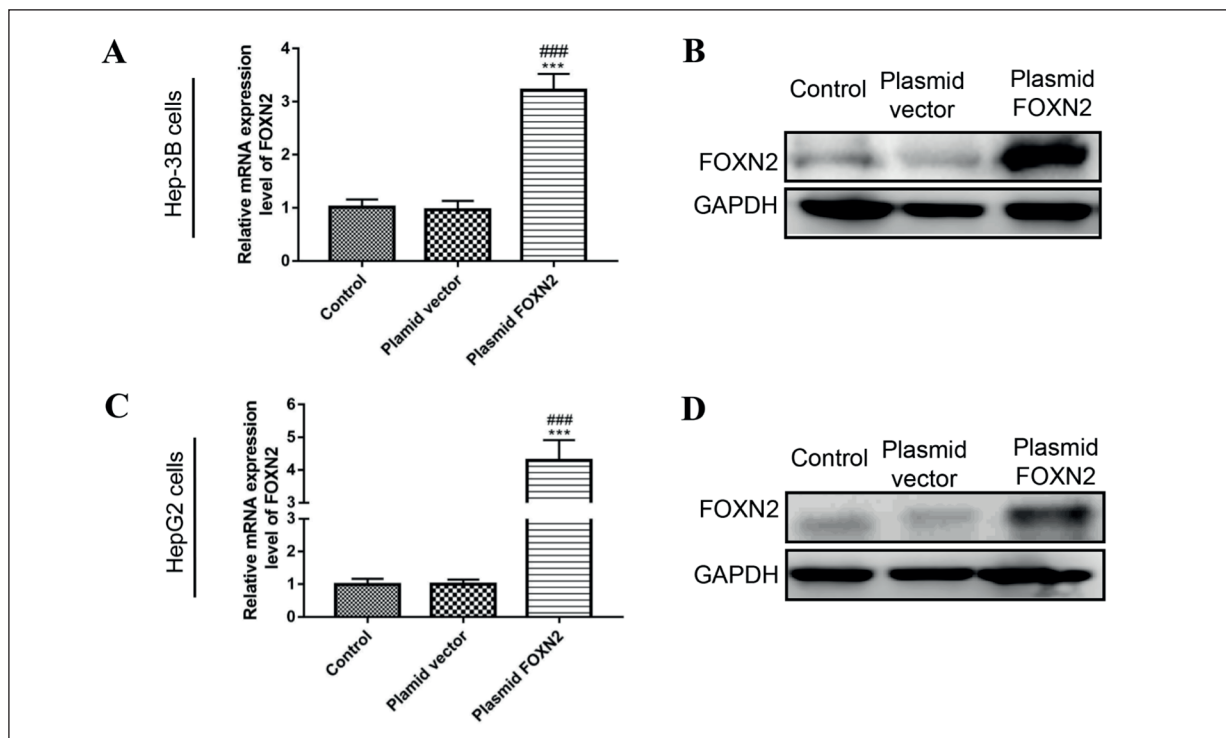 A
Hep-3B cells
Relative mRNA expression
level of FOXN2
4
3
2
1
0
###
***
Control
Plamid vector
Plasmid FOXN2
B
Control
Plasmid
vector
Plasmid
FOXN2
FOXN2
GAPDH
C
HepG2 cells
Relative mRNA expression
level of FOXN2
6
5
4
3
3
2
1
0
###
***
Control
Plamid vector
Plasmid FOXN2
D
Control
Plasmid
vector
Plasmid
FOXN2
FOXN2
GAPDH